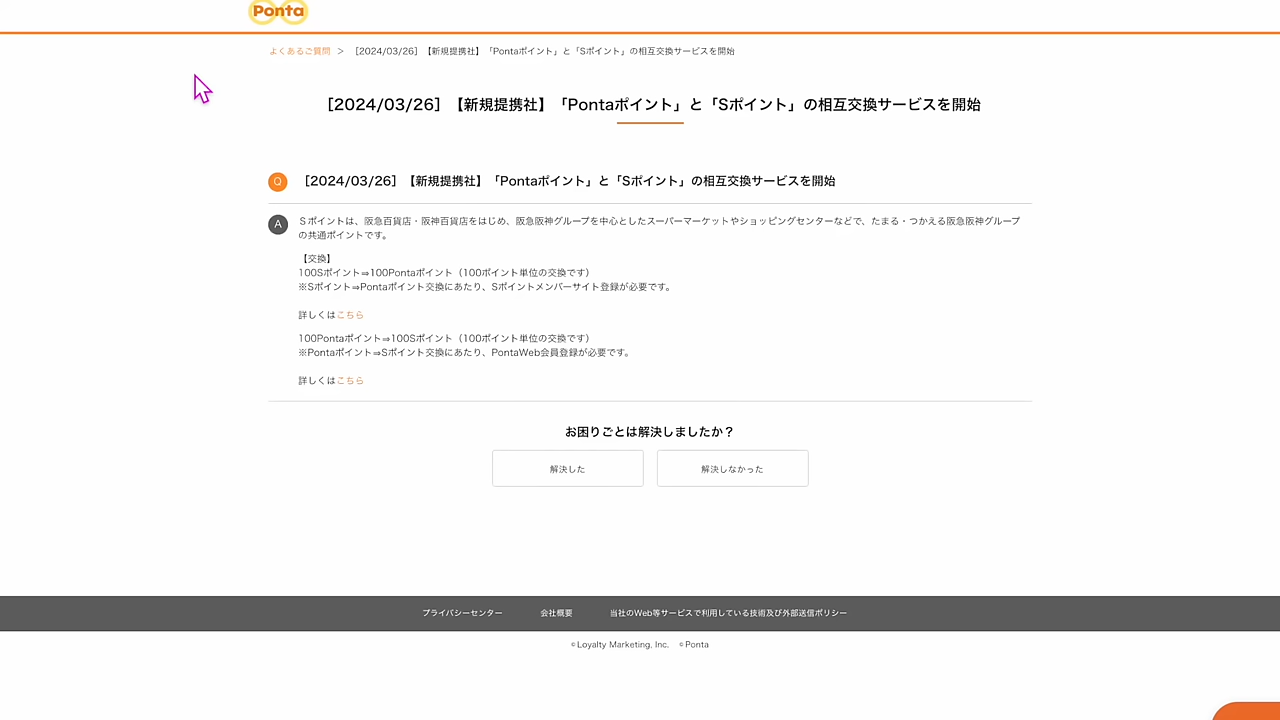 Ponta
よくあるご質問 > ［2024/03/26］【新規提携社】「Pontaポイント」と「Sポイント」の相互交換サービスを開始
［2024/03/26］【新規提携社】「Pontaポイント」と「Sポイント」の相互交換サービスを開始
Q ［2024/03/26］【新規提携社】「Pontaポイント」と「Sポイント」の相互交換サービスを開始
A Ｓポイントは、阪急百貨店・阪神百貨店をはじめ、阪急阪神グループを中心としたスーパーマーケットやショッピングセンターなどで、たまる・つかえる阪急阪神グループ
の共通ポイントです。
【交換】
100Sポイント⇒100Pontaポイント（100ポイント単位の交換です）
※Sポイント⇒Pontaポイント交換にあたり、Sポイントメンバーサイト登録が必要です。
詳しくはこちら
100Pontaポイント⇒100Sポイント（100ポイント単位の交換です）
※Pontaポイント⇒Sポイント交換にあたり、PontaWeb会員登録が必要です。
詳しくはこちら
お困りごとは解決しましたか？
解決した 解決しなかった
プライバシーセンター 会社概要 当社のWeb等サービスで利用している技術及び外部送信ポリシー
©Loyalty Marketing, Inc. ©Ponta